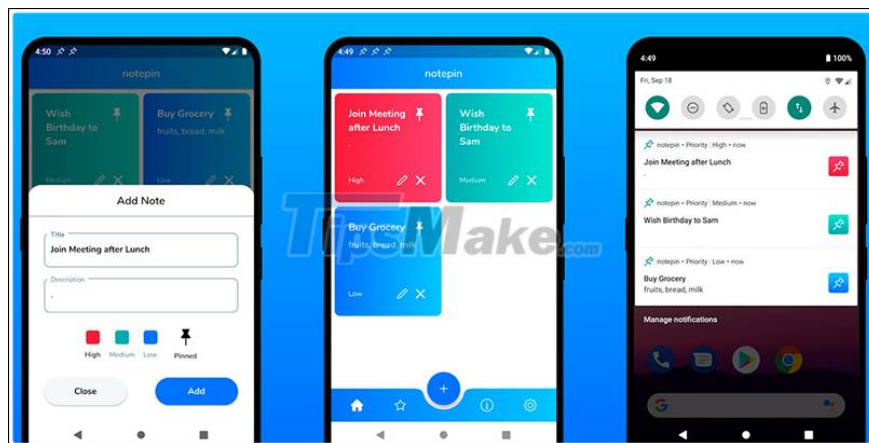 4:50
notepin
Wish
Birthday to
Sam
Medium
Buy Grocery
fruits, bread, milk
Low
Add Note
Title
Join Meeting after Lunch
Description
.
High
Medium
Low
Pinned
Close
Add
4:49
notepin
Join Meeting
after Lunch
.
High
Wish
Birthday to
Sam
Medium
Buy Grocery
fruits, bread, milk
Low
TipsMake.com
4:49
100%
Fri, Sep 18
notepin • Priority : High • now
Join Meeting after Lunch
.
notepin • Priority : Medium • now
Wish Birthday to Sam
notepin • Priority : Low • now
Buy Grocery
fruits, bread, milk
Manage notifications